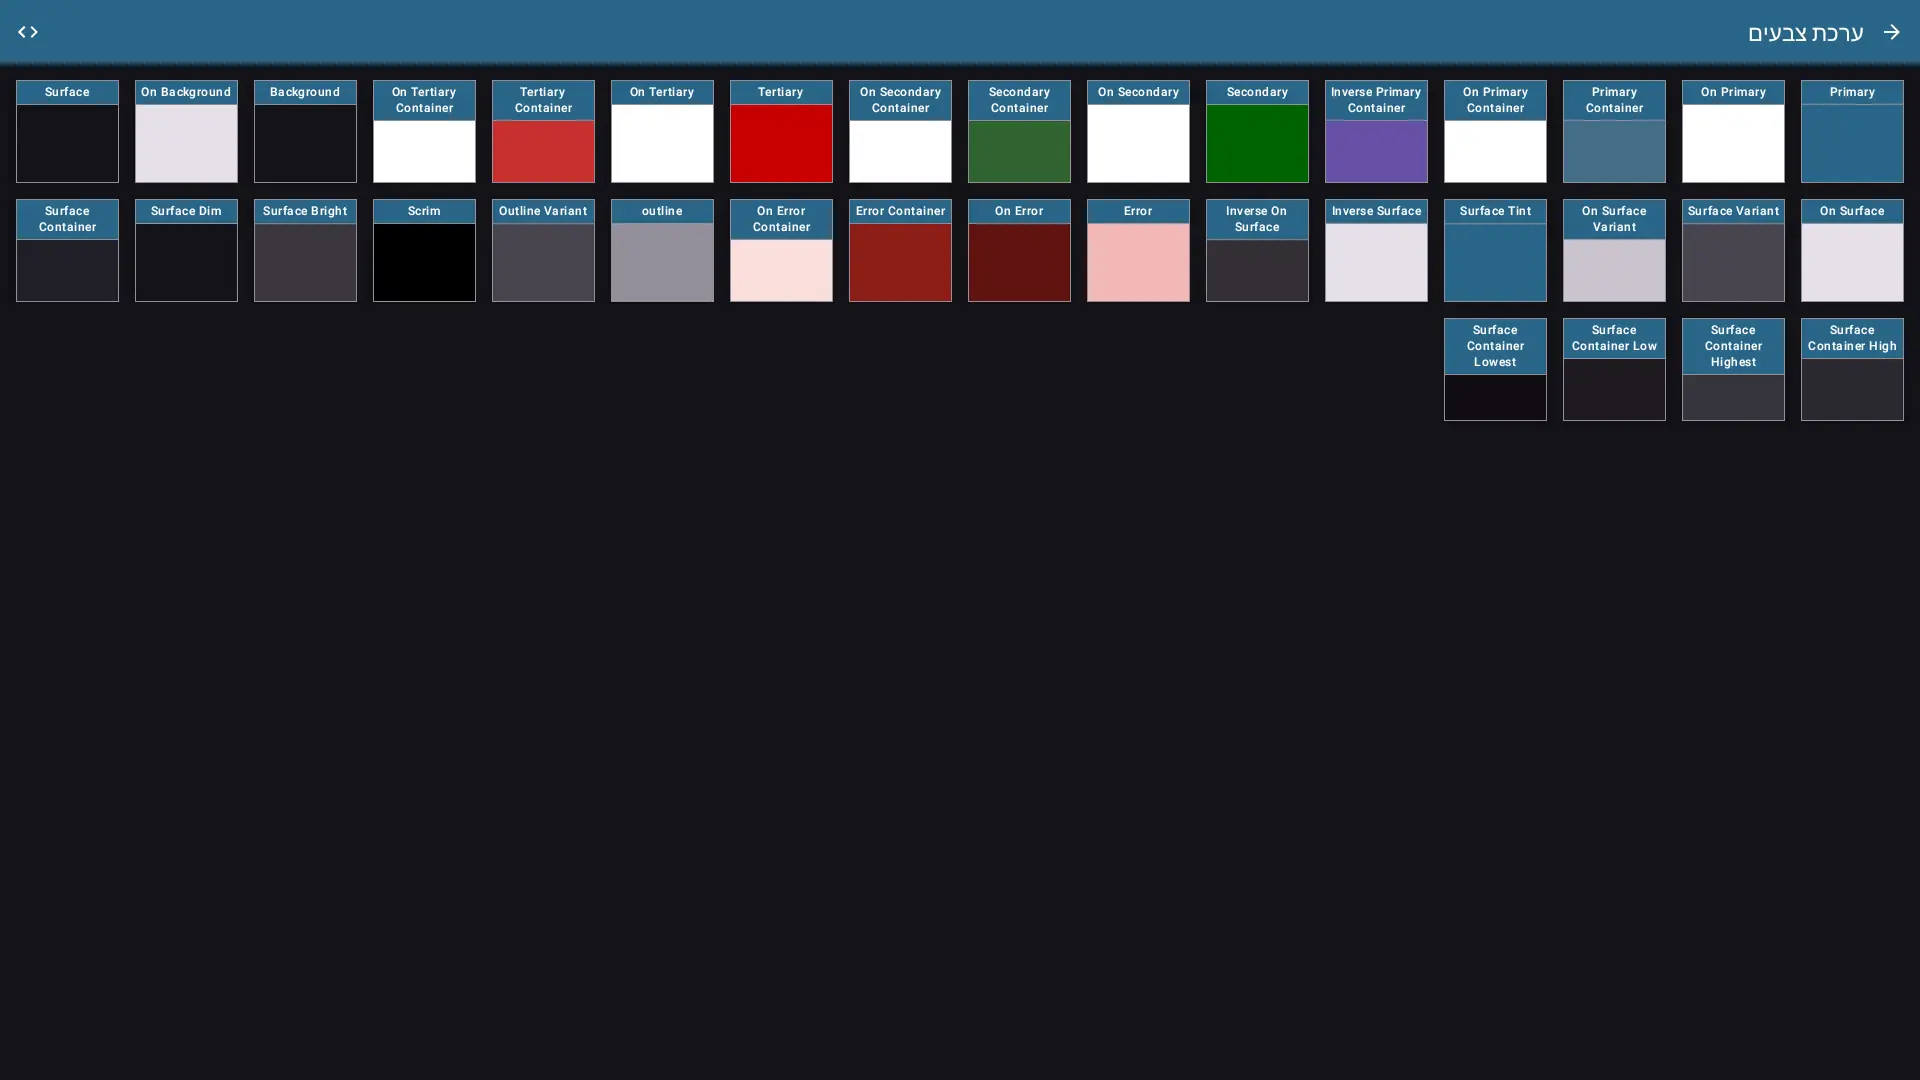 ערכת צבעים
Primary
On Primary
Primary
Container
On Primary
Container
Inverse Primary
Container
Secondary
On Secondary
Secondary
Container
On Secondary
Container
Tertiary
On Tertiary
Tertiary
Container
On Tertiary
Container
Background
On Background
Surface
On Surface
Surface Variant
On Surface
Variant
Surface Tint
Inverse Surface
Inverse On
Surface
Error
On Error
Error Container
On Error
Container
outline
Outline Variant
Scrim
Surface Bright
Surface Dim
Surface
Container
Surface
Container High
Surface
Container
Highest
Surface
Container Low
Surface
Container
Lowest